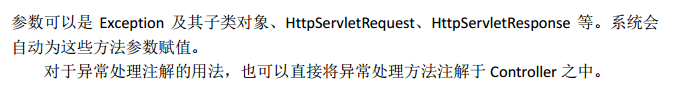 参数可以是 Exception 及其子类对象、HttpServletRequest、HttpServletResponse 等。系统会
自动为这些方法参数赋值。
对于异常处理注解的用法，也可以直接将异常处理方法注解于 Controller 之中。